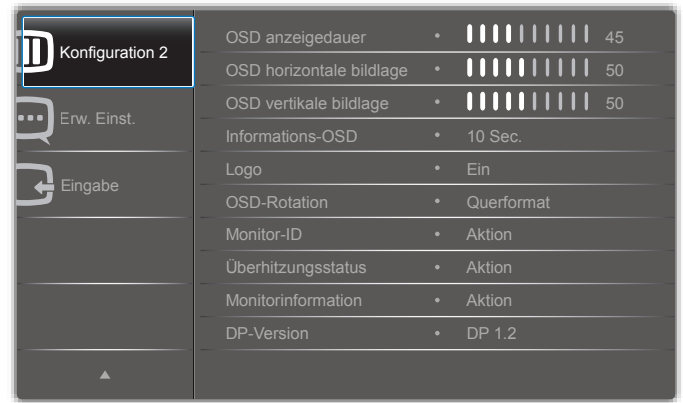 Konfiguration 2
Erw. Einst.
Eingabe
OSD anzeigedauer • 45
OSD horizontale bildlage • 50
OSD vertikale bildlage • 50
Informations-OSD • 10 Sec.
Logo • Ein
OSD-Rotation • Querformat
Monitor-ID • Aktion
Überhitzungsstatus • Aktion
Monitorinformation • Aktion
DP-Version • DP 1.2